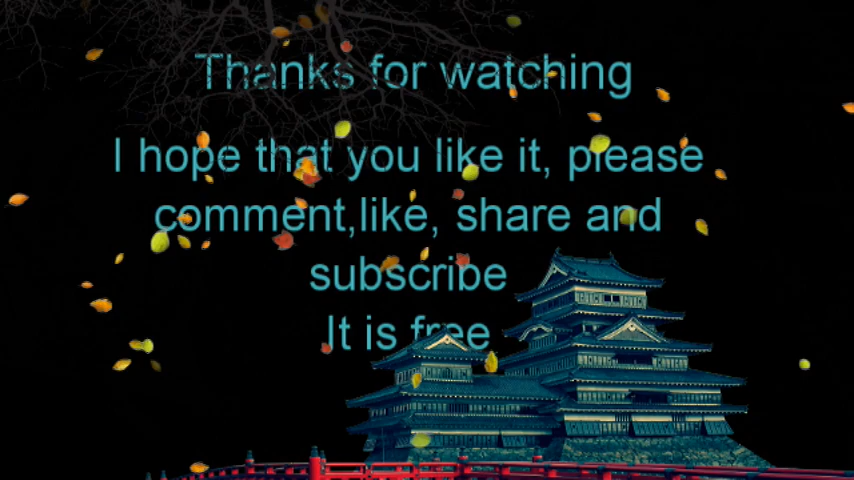 Thanks for watching
I hope that you like it, please
comment,like, share and
subscribe
It is free